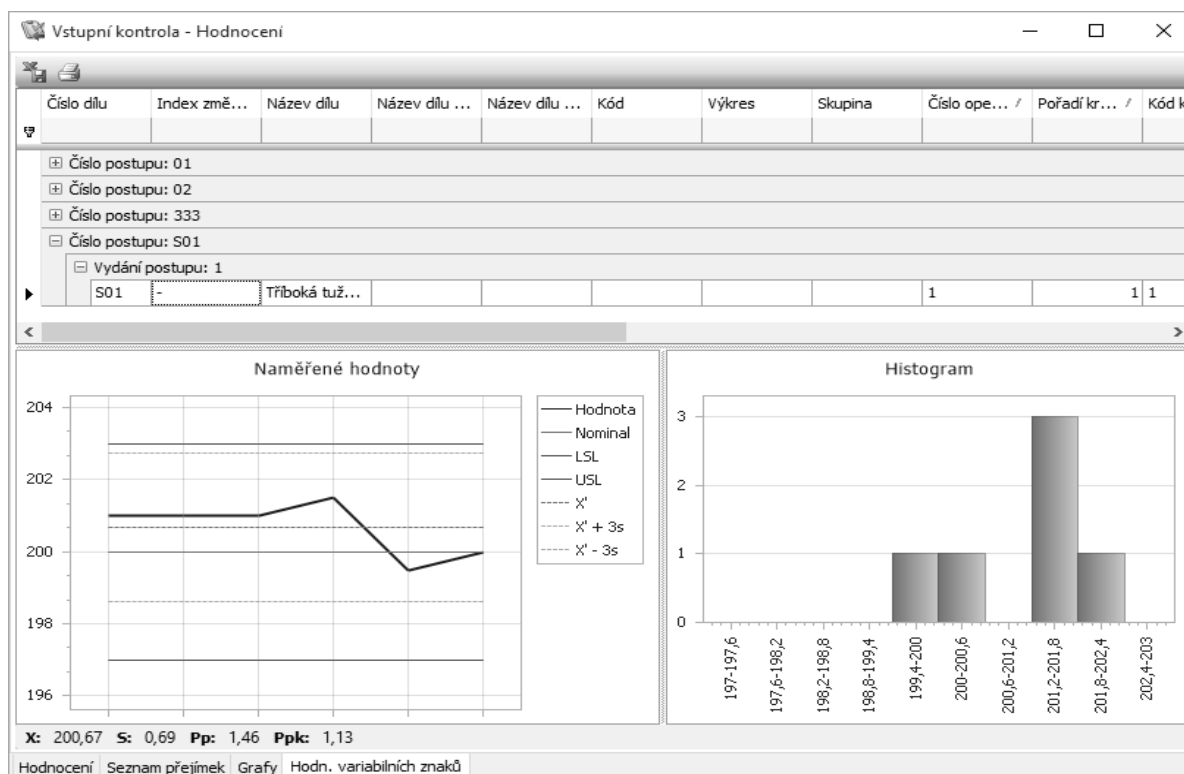 Vstupní kontrola - Hodnocení
Číslo dílu Index změ... Název dílu Název dílu ... Název dílu ... Kód Výkres Skupina Číslo ope... Pořadí kr... Kód k
Číslo postupu: 01
Číslo postupu: 02
Číslo postupu: 333
Číslo postupu: S01
Vydání postupu: 1
S01 - Tříboká tuž... 1 1 1
Naměřené hodnoty
204
202
200
198
196
Hodnota
Nominal
LSL
USL
X'
X' + 3s
X' - 3s
Histogram
3
2
1
0
197-197,6
197,6-198,2
198,2-198,8
198,8-199,4
199,4-200
200-200,6
200,6-201,2
201,2-201,8
201,8-202,4
202,4-203
X: 200,67 S: 0,69 Pp: 1,46 Ppk: 1,13
Hodnocení Seznam přejímek Grafy Hodn. variabilních znaků